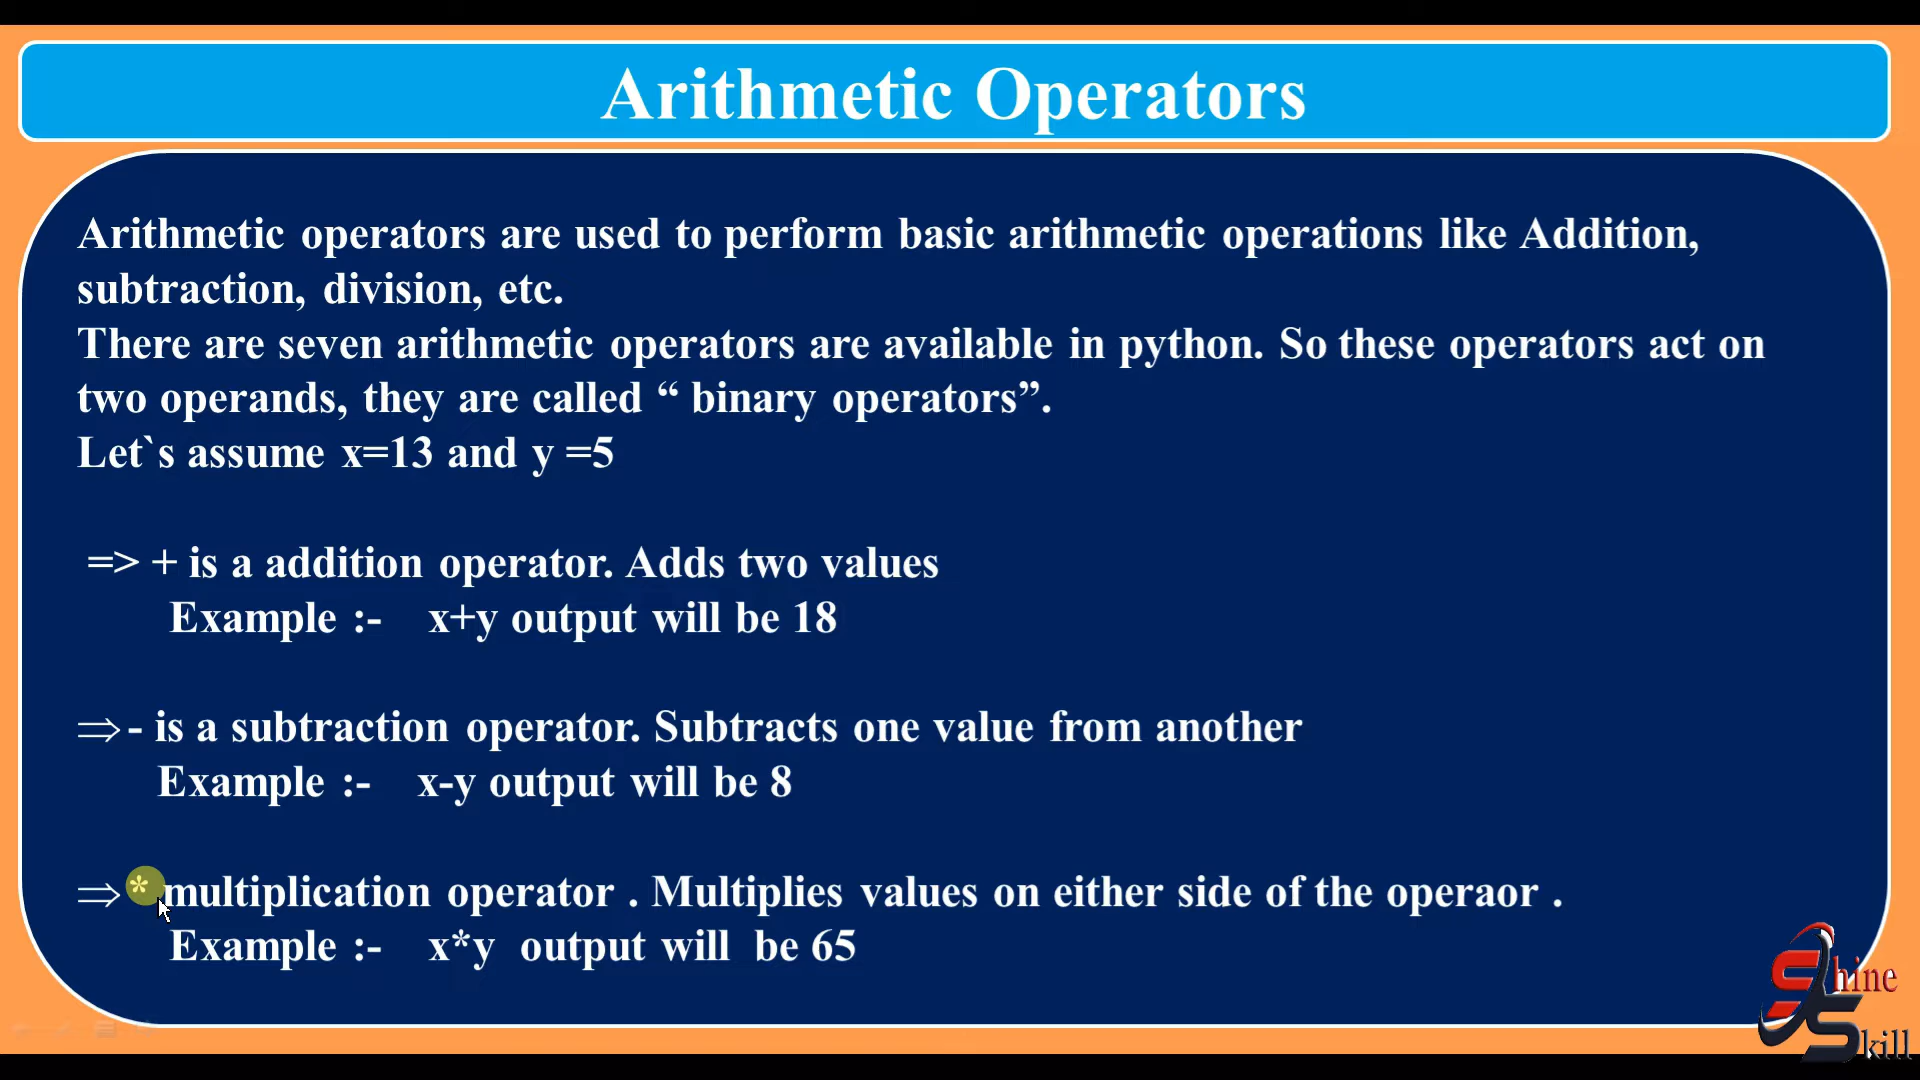 Arithmetic Operators
Arithmetic operators are used to perform basic arithmetic operations like Addition,
subtraction, division, etc.
There are seven arithmetic operators are available in python. So these operators act on
two operands, they are called “ binary operators”.
Let`s assume x=13 and y =5
=> + is a addition operator. Adds two values
Example :- x+y output will be 18
⇒ - is a subtraction operator. Subtracts one value from another
Example :- x-y output will be 8
⇒ * multiplication operator . Multiplies values on either side of the operaor .
Example :- x*y output will be 65
Shine
Skill